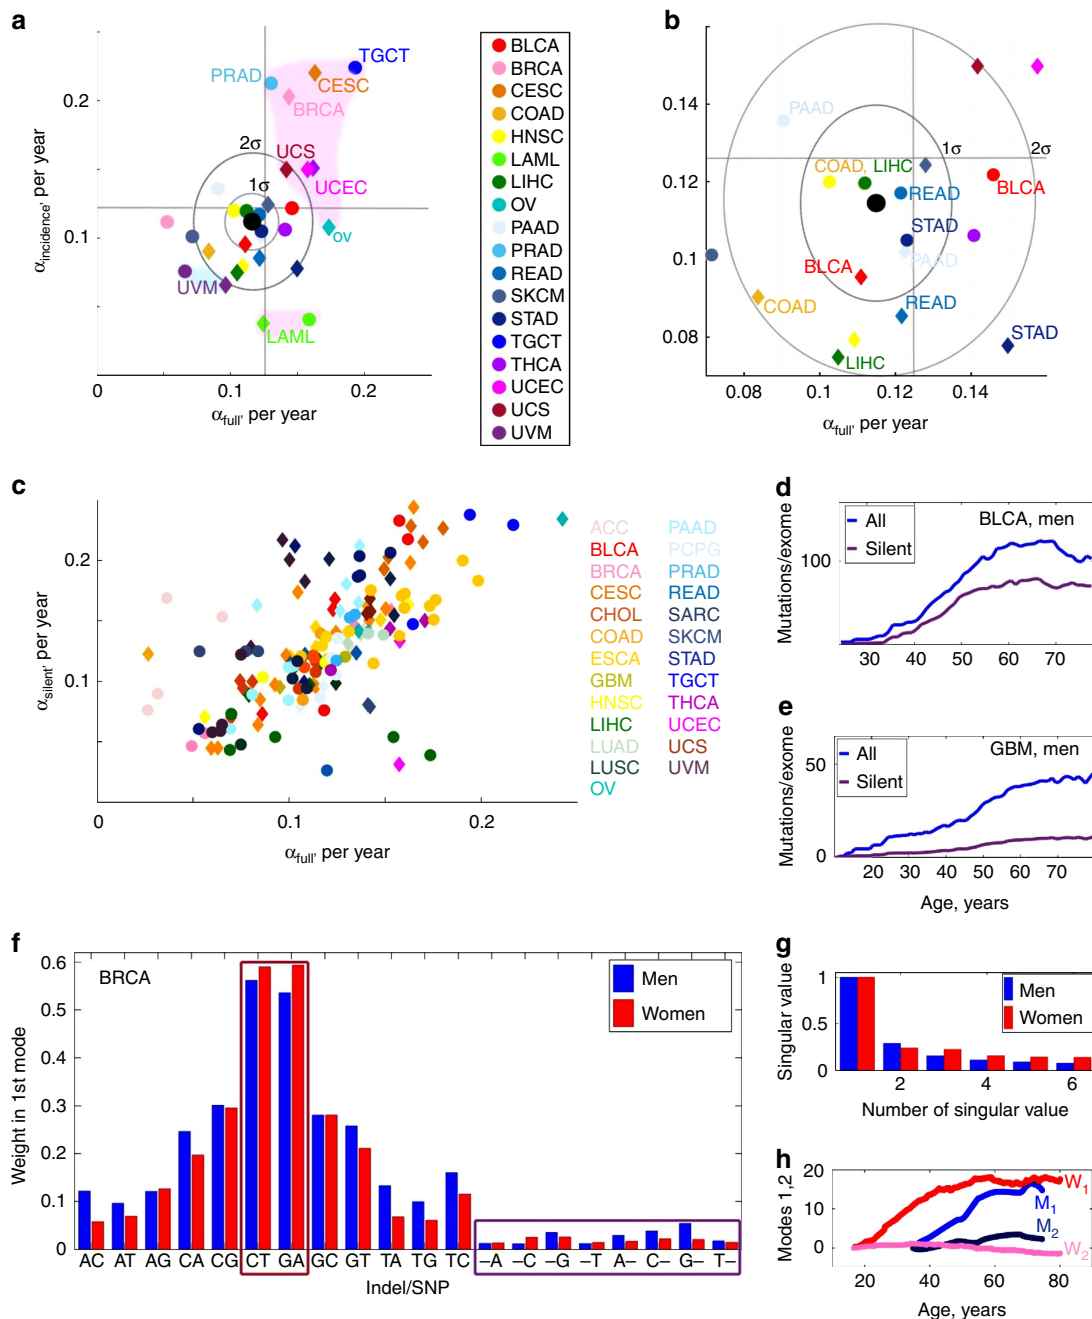 a
α_incidence, per year
0.2
0.1
0
0.1
0.2
α_full, per year
PRAD
TGCT
CESC
BRCA
2σ
UCS
1σ
UCEC
OV
UVM
LAML
BLCA
BRCA
CESC
COAD
HNSC
LAML
LIHC
OV
PAAD
PRAD
READ
SKCM
STAD
TGCT
THCA
UCEC
UCS
UVM
b
0.14
0.12
0.1
0.08
0.08
0.1
0.12
0.14
α_full, per year
PAAD
1σ
2σ
COAD, LIHC
READ
BLCA
STAD
PAAD
BLCA
COAD
READ
STAD
LIHC
c
α_silent, per year
0.2
0.1
0
0.1
0.2
α_full, per year
ACC PAAD
BLCA PCPG
BRCA PRAD
CESC READ
CHOL SARC
COAD SKCM
ESCA STAD
GBM TGCT
HNSC THCA
LIHC UCEC
LUAD UCS
LUSC UVM
OV
d
Mutations/exome
100
All
Silent
BLCA, men
30 40 50 60 70
e
Mutations/exome
50
0
All
Silent
GBM, men
20 30 40 50 60 70
Age, years
f
BRCA
Men
Women
Weight in 1st mode
0.6
0.5
0.4
0.3
0.2
0.1
0
AC AT AG CA CG CT GA GC GT TA TG TC –A –C –G –T A– C– G– T–
Indel/SNP
g
Singular value
1
0.5
0
Men
Women
2 4 6
Number of singular value
h
Modes 1,2
20
10
0
W1
M1
M2
W2
20 40 60 80
Age, years